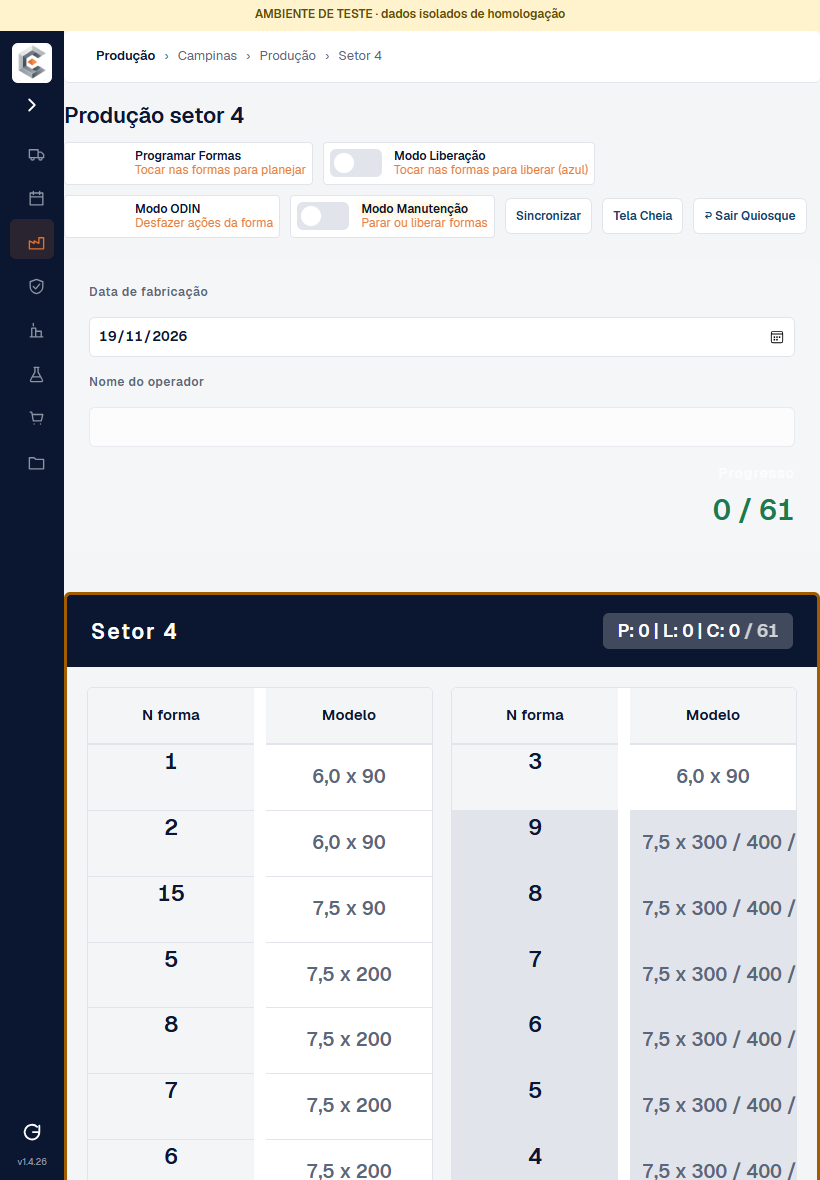 AMBIENTE DE TESTE · dados isolados de homologação
Produção › Campinas › Produção › Setor 4
Produção setor 4
Programar Formas
Tocar nas formas para planejar
Modo Liberação
Tocar nas formas para liberar (azul)
Modo ODIN
Desfazer ações da forma
Modo Manutenção
Parar ou liberar formas
Sincronizar
Tela Cheia
Sair Quiosque
Data de fabricação
19/11/2026
Nome do operador
Progresso
0 / 61
Setor 4
P: 0 | L: 0 | C: 0 / 61
N forma Modelo N forma Modelo
1 6,0 x 90 3 6,0 x 90
2 6,0 x 90 9 7,5 x 300 / 400 /
15 7,5 x 90 8 7,5 x 300 / 400 /
5 7,5 x 200 7 7,5 x 300 / 400 /
8 7,5 x 200 6 7,5 x 300 / 400 /
7 7,5 x 200 5 7,5 x 300 / 400 /
6 7,5 x 200 4 7,5 x 300 / 400 /
v1.4.26